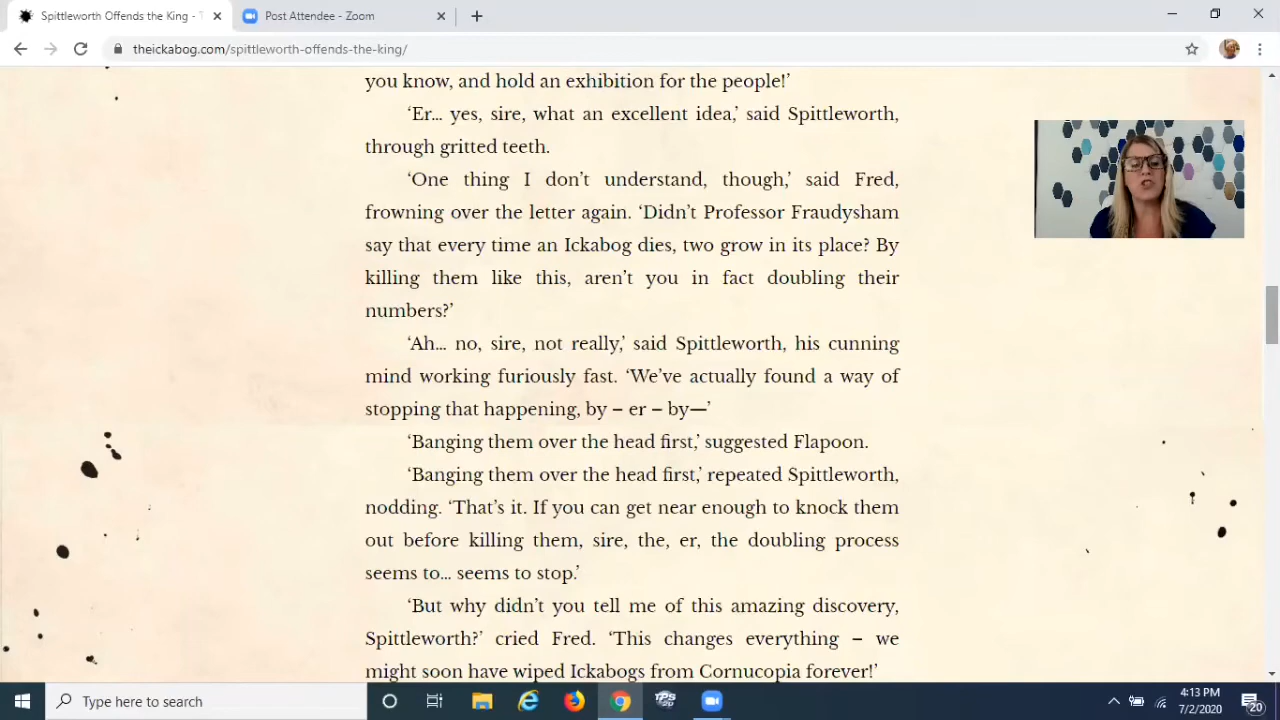 Spittleworth Offends the King - T
Post Attendee - Zoom
theickabog.com/spittleworth-offends-the-king/
you know, and hold an exhibition for the people!’
‘Er… yes, sire, what an excellent idea,’ said Spittleworth,
through gritted teeth.
‘One thing I don’t understand, though,’ said Fred,
frowning over the letter again. ‘Didn’t Professor Fraudysham
say that every time an Ickabog dies, two grow in its place? By
killing them like this, aren’t you in fact doubling their
numbers?’
‘Ah… no, sire, not really,’ said Spittleworth, his cunning
mind working furiously fast. ‘We’ve actually found a way of
stopping that happening, by – er – by—’
‘Banging them over the head first,’ suggested Flapoon.
‘Banging them over the head first,’ repeated Spittleworth,
nodding. ‘That’s it. If you can get near enough to knock them
out before killing them, sire, the, er, the doubling process
seems to… seems to stop.’
‘But why didn’t you tell me of this amazing discovery,
Spittleworth?’ cried Fred. ‘This changes everything – we
might soon have wiped Ickabogs from Cornucopia forever!’
Type here to search
TPS
4:13 PM
7/2/2020
20